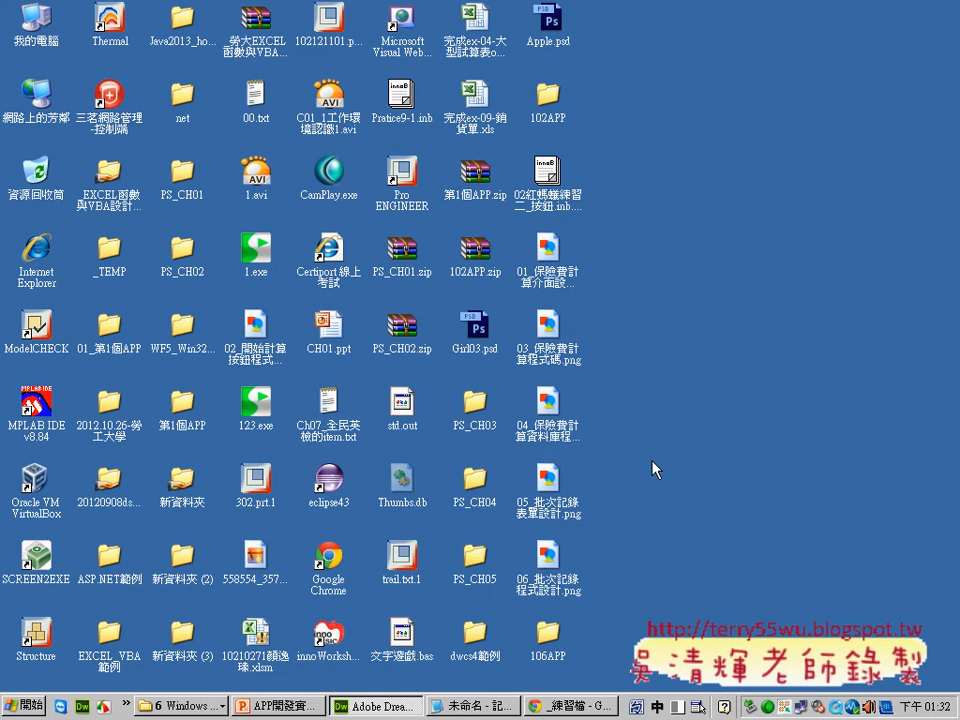 我的電腦
Thermal
Java2013_ho...
_勞大EXCEL
函數與VBA...
102121101.p...
Microsoft
Visual Web...
完成ex-04-大
型試算表o...
Apple.psd
網路上的芳鄰
三茗網路管理
-控制端
net
00.txt
C01_1工作環
境認識1.avi
Pratice9-1.inb
完成ex-09-銷
貨單.xls
102APP
資源回收筒
_EXCEL函數
與VBA設計...
PS_CH01
1.avi
CamPlay.exe
Pro
ENGINEER
第1個APP.zip
02紅螞蟻練習
二_按鈕.inb....
Internet
Explorer
_TEMP
PS_CH02
1.exe
Certiport 線上
考試
PS_CH01.zip
102APP.zip
01_保險費計
算介面設...
ModelCHECK
01_第1個APP
WF5_Win32...
02_開始計算
按鈕程式...
CH01.ppt
PS_CH02.zip
Girl03.psd
03_保險費計
算程式碼.png
MPLAB IDE
v8.84
2012.10.26-勞
工大學
第1個APP
123.exe
Ch07_全民英
檢的item.txt
std.out
PS_CH03
04_保險費計
算資料庫程...
Oracle VM
VirtualBox
20120908ds...
新資料夾
302.prt.1
eclipse43
Thumbs.db
PS_CH04
05_批次記錄
表單設計.png
SCREEN2EXE
ASP.NET範例
新資料夾 (2)
558554_357...
Google
Chrome
trail.txt.1
PS_CH05
06_批次記錄
程式設計.png
Structure
EXCEL_VBA
範例
新資料夾 (3)
10210271顏逸
瑧.xlsm
innoWorksh...
文字遊戲.bas
dwcs4範例
106APP
http://terry55wu.blogspot.tw
吳清輝老師錄製
開始
6 Windows ...
APP開發實...
Adobe Drea...
未命名 - 記...
_練習檔 - G...
中
下午 01:32